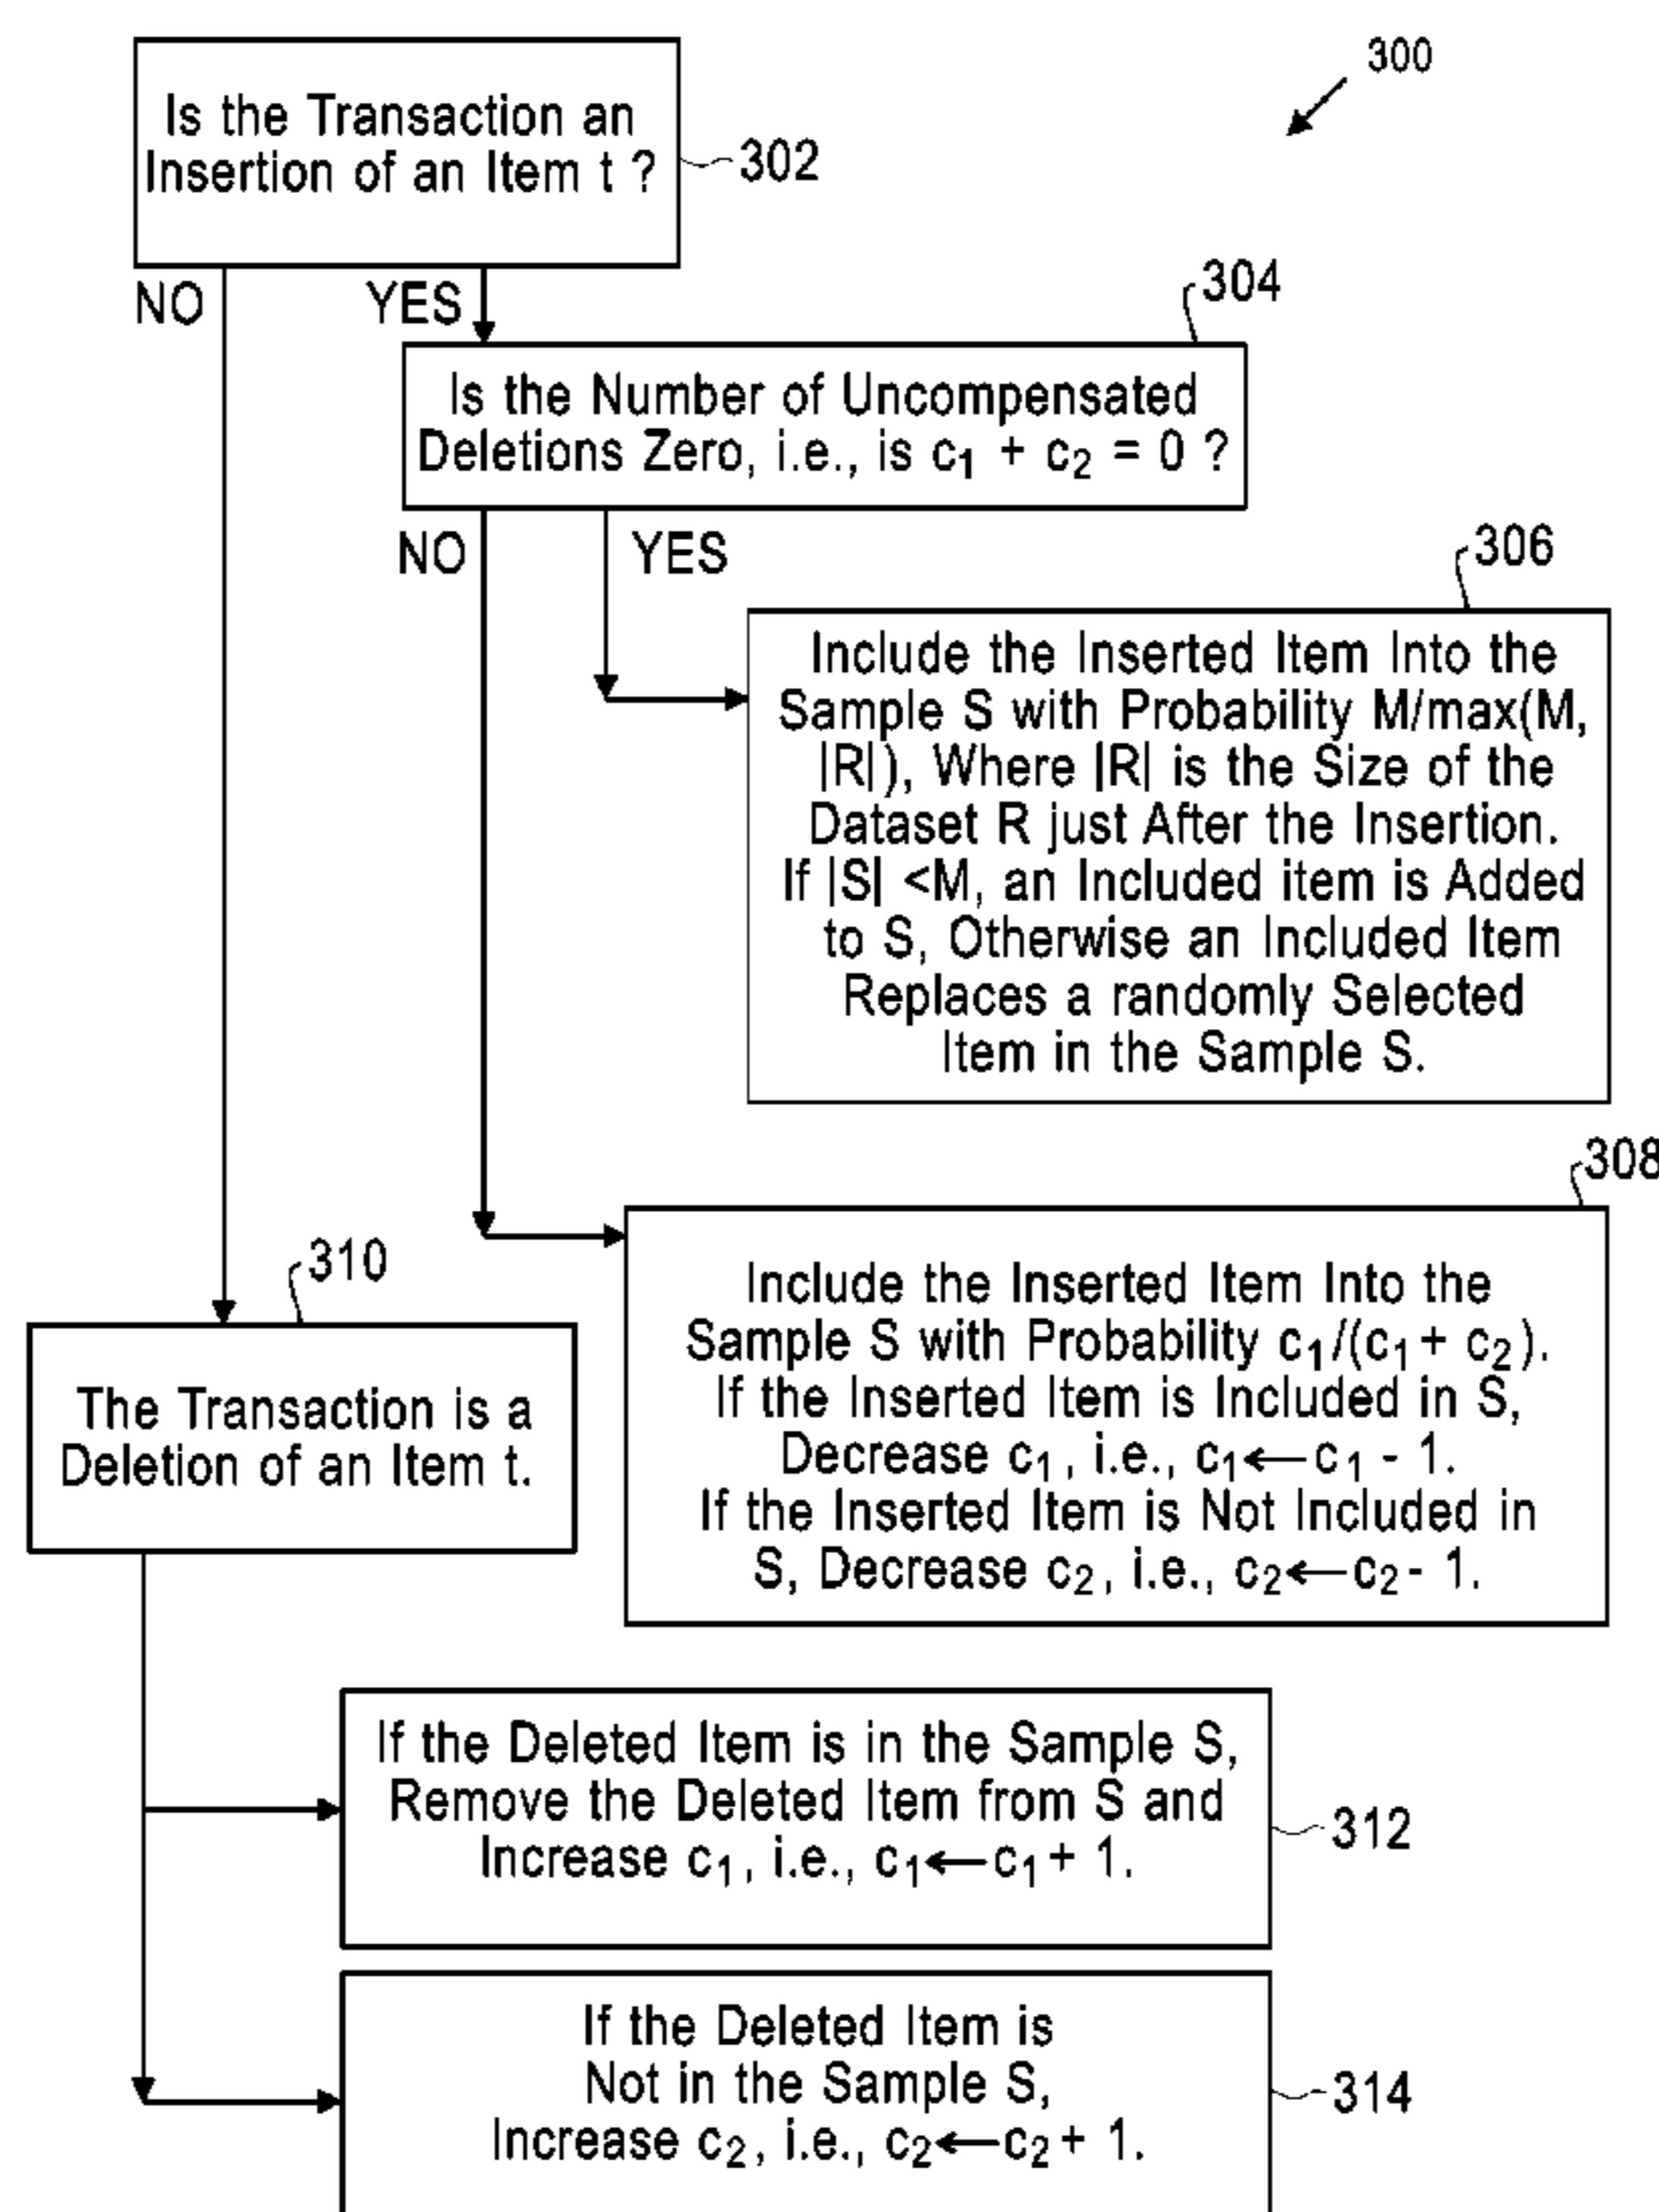 300
Is the Transaction an
Insertion of an Item t ?
302
NO
YES
304
Is the Number of Uncompensated
Deletions Zero, i.e., is c₁ + c₂ = 0 ?
NO
YES
306
Include the Inserted Item Into the
Sample S with Probability M/max(M,
|R|), Where |R| is the Size of the
Dataset R just After the Insertion.
If |S| <M, an Included item is Added
to S, Otherwise an Included Item
Replaces a randomly Selected
Item in the Sample S.
308
Include the Inserted Item Into the
Sample S with Probability c₁/(c₁+ c₂).
If the Inserted Item is Included in S,
Decrease c₁, i.e., c₁←c₁ - 1.
If the Inserted Item is Not Included in
S, Decrease c₂, i.e., c₂←c₂- 1.
310
The Transaction is a
Deletion of an Item t.
If the Deleted Item is in the Sample S,
Remove the Deleted Item from S and
Increase c₁, i.e., c₁←c₁+ 1.
312
If the Deleted Item is
Not in the Sample S,
Increase c₂, i.e., c₂←c₂+ 1.
314